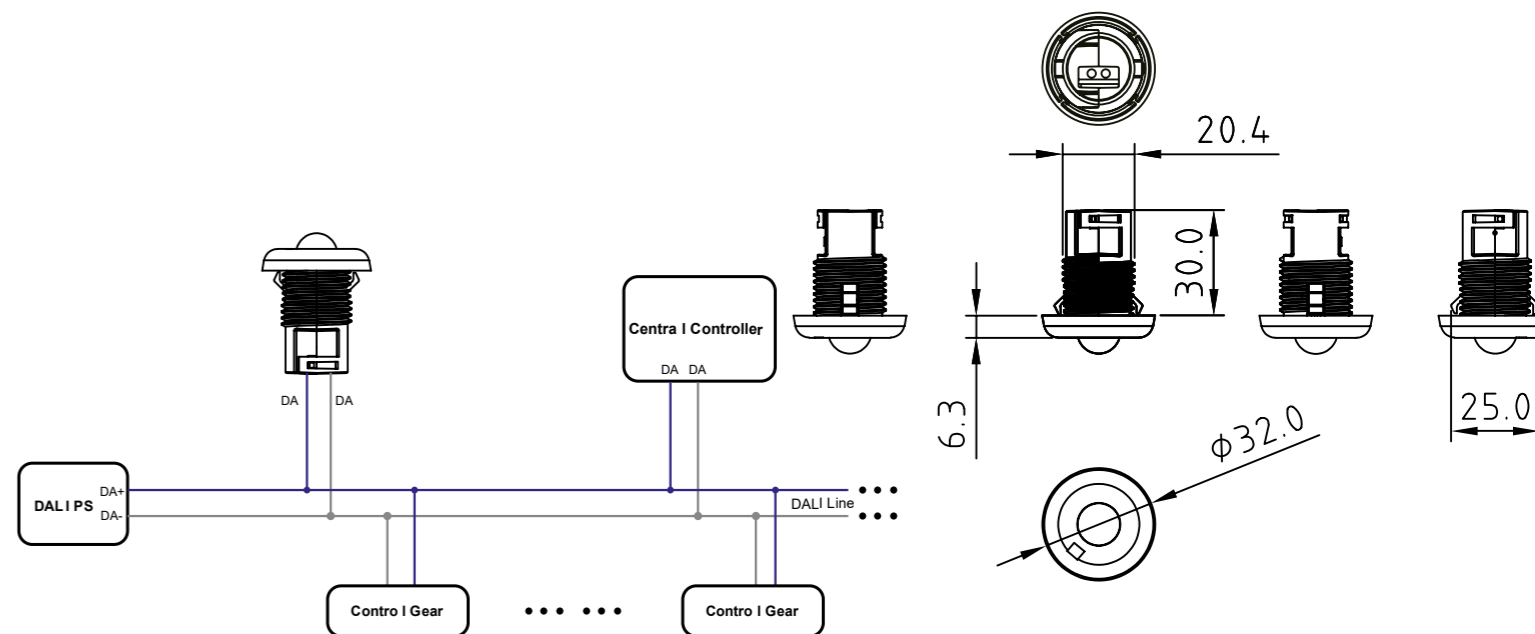 20.4
30.0
Centra l Controller
DA DA
DA DA
6.3
25.0
φ32.0
DA+
DALI PS
DA-
DALI Line
Contro l Gear
Contro l Gear